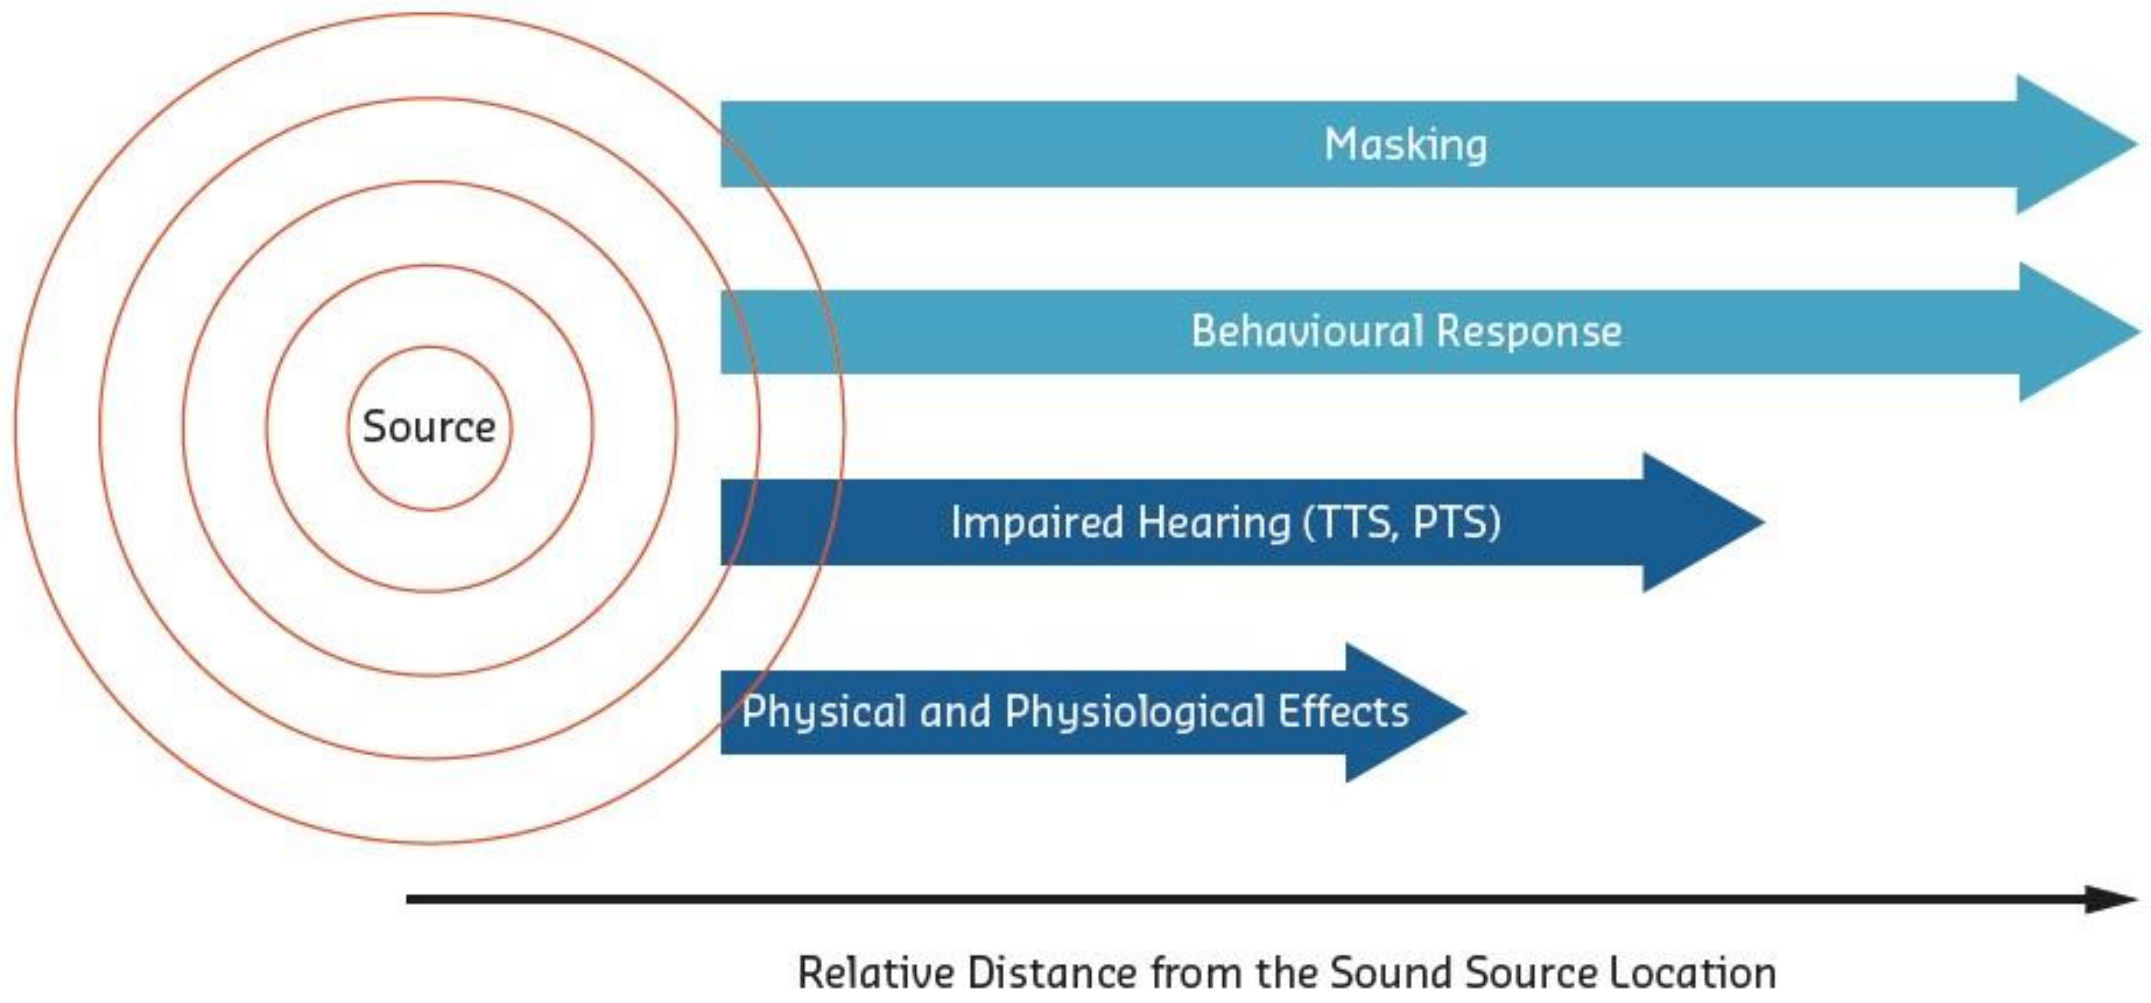 Masking
Behavioural Response
Source
Impaired Hearing (TTS, PTS)
Physical and Physiological Effects
Relative Distance from the Sound Source Location